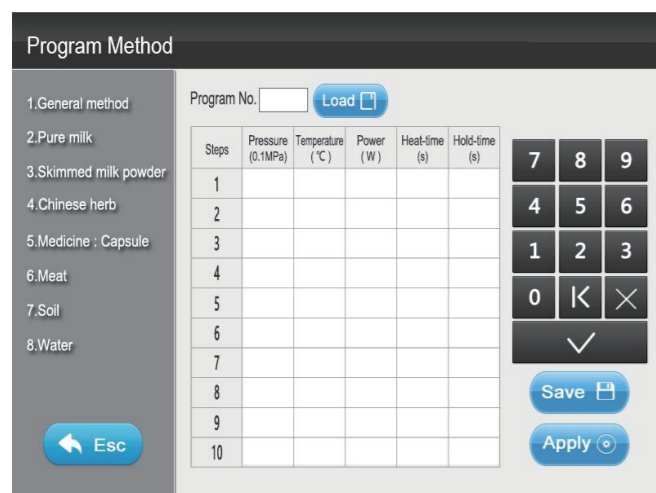 Program Method
1.General method
2.Pure milk
3.Skimmed milk powder
4.Chinese herb
5.Medicine : Capsule
6.Meat
7.Soil
8.Water
Esc
Program No. Load
Steps Pressure (0.1MPa) Temperature (℃) Power (W) Heat-time (s) Hold-time (s)
1
2
3
4
5
6
7
8
9
10
7 8 9
4 5 6
1 2 3
0
Save
Apply